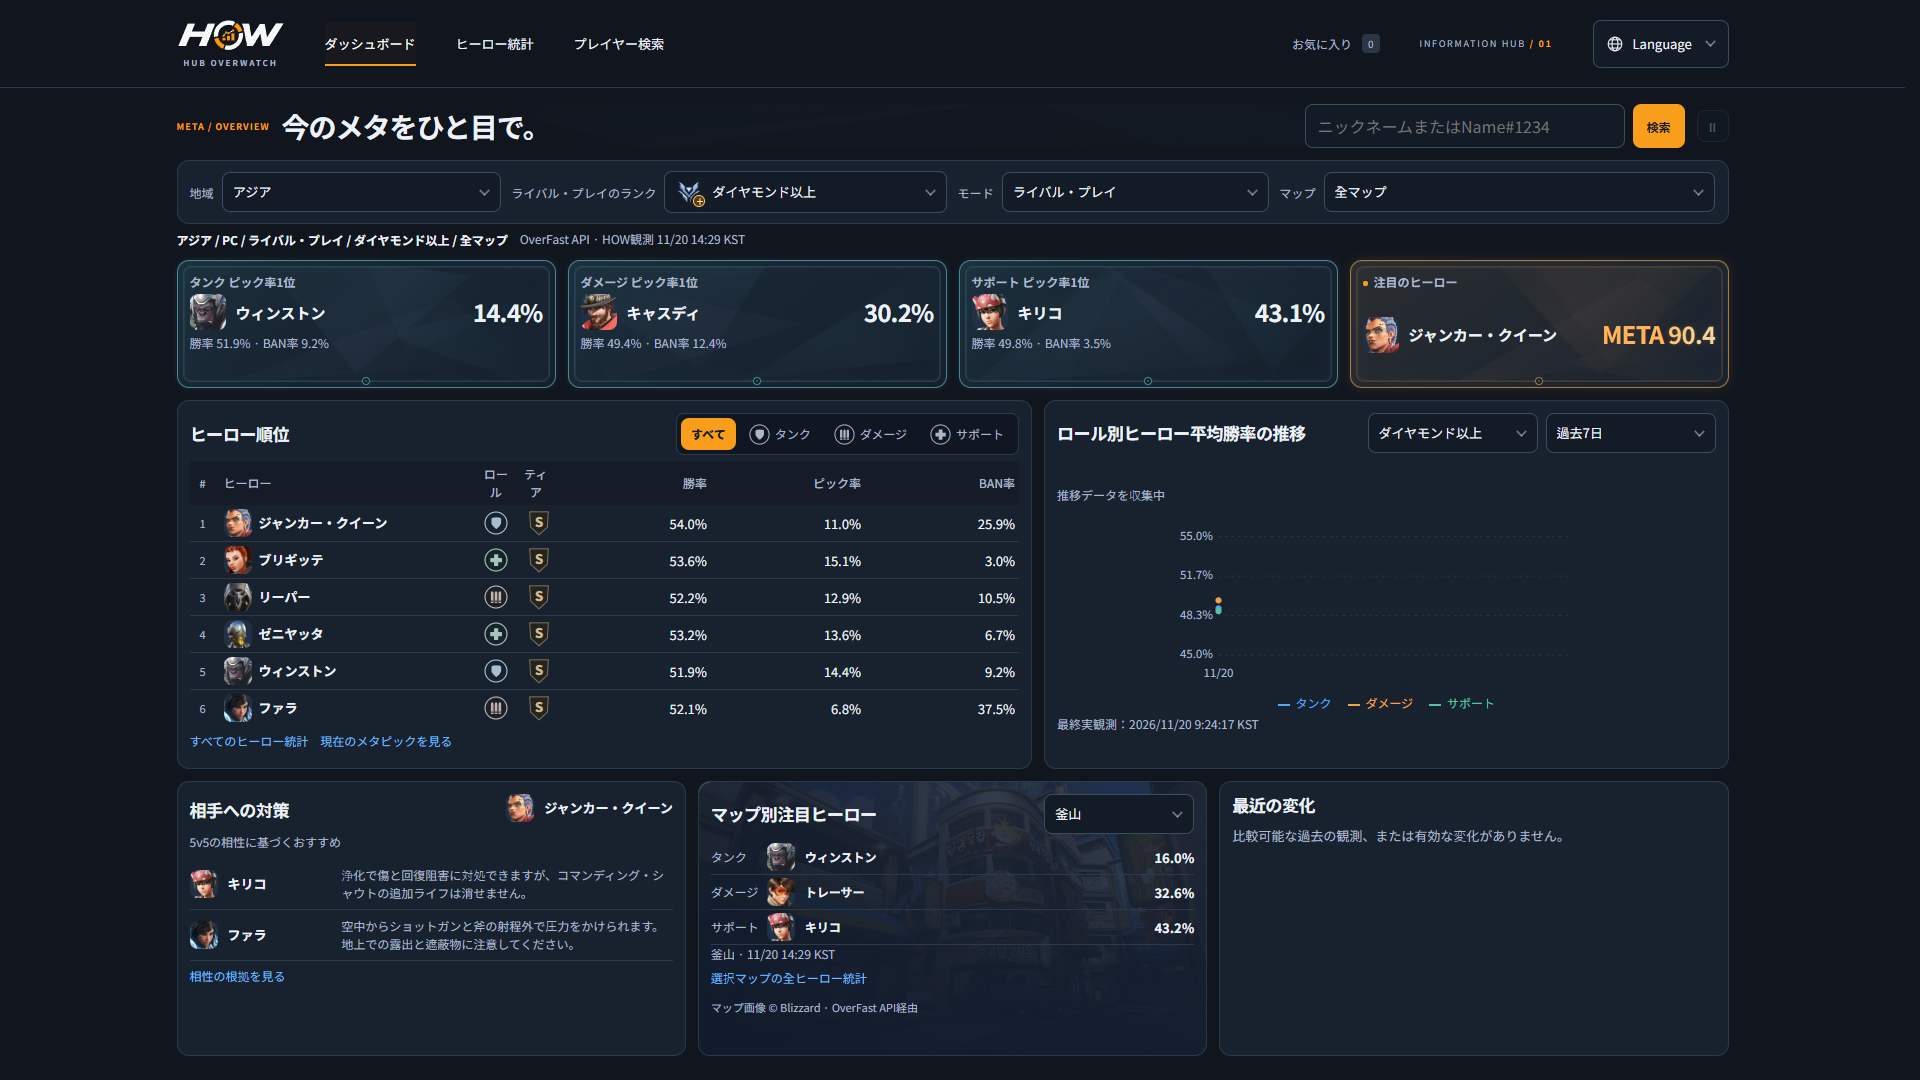 HOW
HUB OVERWATCH
ダッシュボード
ヒーロー統計
プレイヤー検索
お気に入り 0
INFORMATION HUB / 01
Language
META / OVERVIEW
今のメタをひと目で。
ニックネームまたはName#1234
検索
地域
アジア
ライバル・プレイのランク
ダイヤモンド以上
モード
ライバル・プレイ
マップ
全マップ
アジア / PC / ライバル・プレイ / ダイヤモンド以上 / 全マップ
OverFast API · HOW観測 11/20 14:29 KST
タンク ピック率1位
ウィンストン
14.4%
勝率 51.9% · BAN率 9.2%
ダメージ ピック率1位
キャスディ
30.2%
勝率 49.4% · BAN率 12.4%
サポート ピック率1位
キリコ
43.1%
勝率 49.8% · BAN率 3.5%
注目のヒーロー
ジャンカー・クイーン
META 90.4
ヒーロー順位
すべて
タンク
ダメージ
サポート
# ヒーロー ロール ティア 勝率 ピック率 BAN率
1 ジャンカー・クイーン S 54.0% 11.0% 25.9%
2 ブリギッテ S 53.6% 15.1% 3.0%
3 リーパー S 52.2% 12.9% 10.5%
4 ゼニヤッタ S 53.2% 13.6% 6.7%
5 ウィンストン S 51.9% 14.4% 9.2%
6 ファラ S 52.1% 6.8% 37.5%
すべてのヒーロー統計 現在のメタピックを見る
ロール別ヒーロー平均勝率の推移
ダイヤモンド以上
過去7日
推移データを収集中
55.0%
51.7%
48.3%
45.0%
11/20
タンク ダメージ サポート
最終実観測：2026/11/20 9:24:17 KST
相手への対策
ジャンカー・クイーン
5v5の相性に基づくおすすめ
キリコ
浄化で傷と回復阻害に対処できますが、コマンディング・シ
ャウトの追加ライフは消せません。
ファラ
空中からショットガンと斧の射程外で圧力をかけられます。
地上での露出と遮蔽物に注意してください。
相性の根拠を見る
マップ別注目ヒーロー
釜山
タンク ウィンストン 16.0%
ダメージ トレーサー 32.6%
サポート キリコ 43.2%
釜山 · 11/20 14:29 KST
選択マップの全ヒーロー統計
マップ画像 © Blizzard · OverFast API経由
最近の変化
比較可能な過去の観測、または有効な変化がありません。